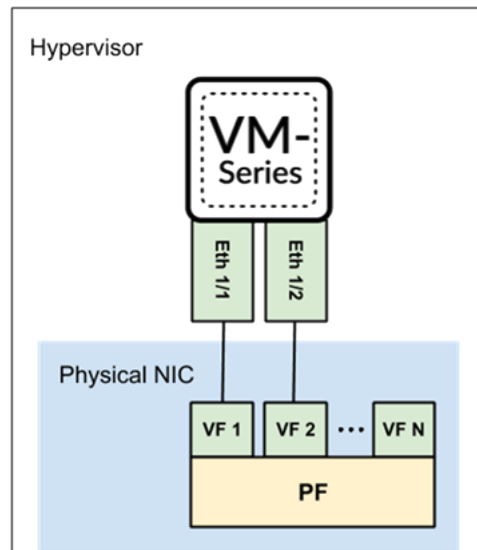 Hypervisor
VM-
Series
Eth 1/1
Eth 1/2
Physical NIC
VF 1
VF 2
...
VF N
PF